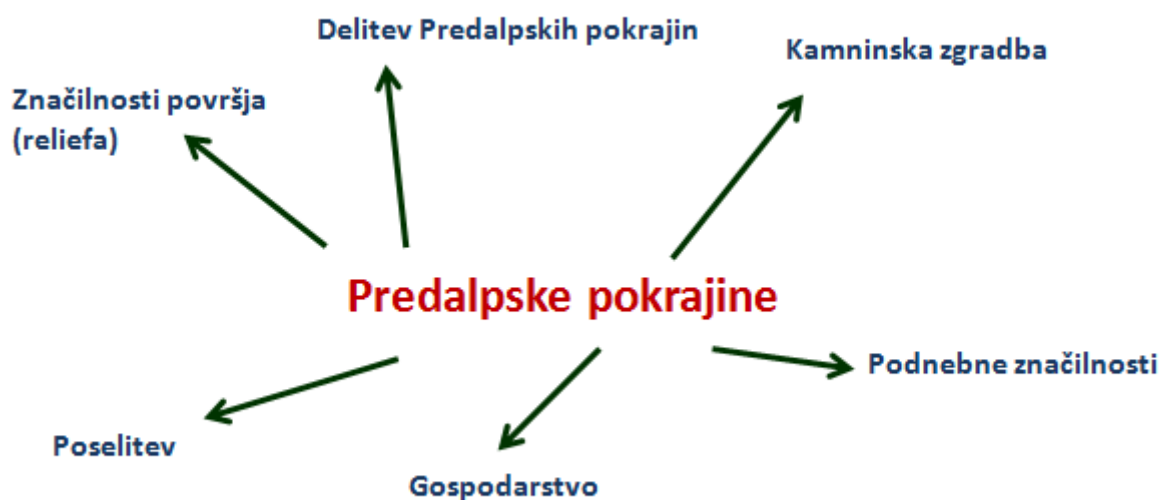 Delitev Predalpskih pokrajin
Kamninska zgradba
Značilnosti površja
(reliefa)
Predalpske pokrajine
Podnebne značilnosti
Poselitev
Gospodarstvo